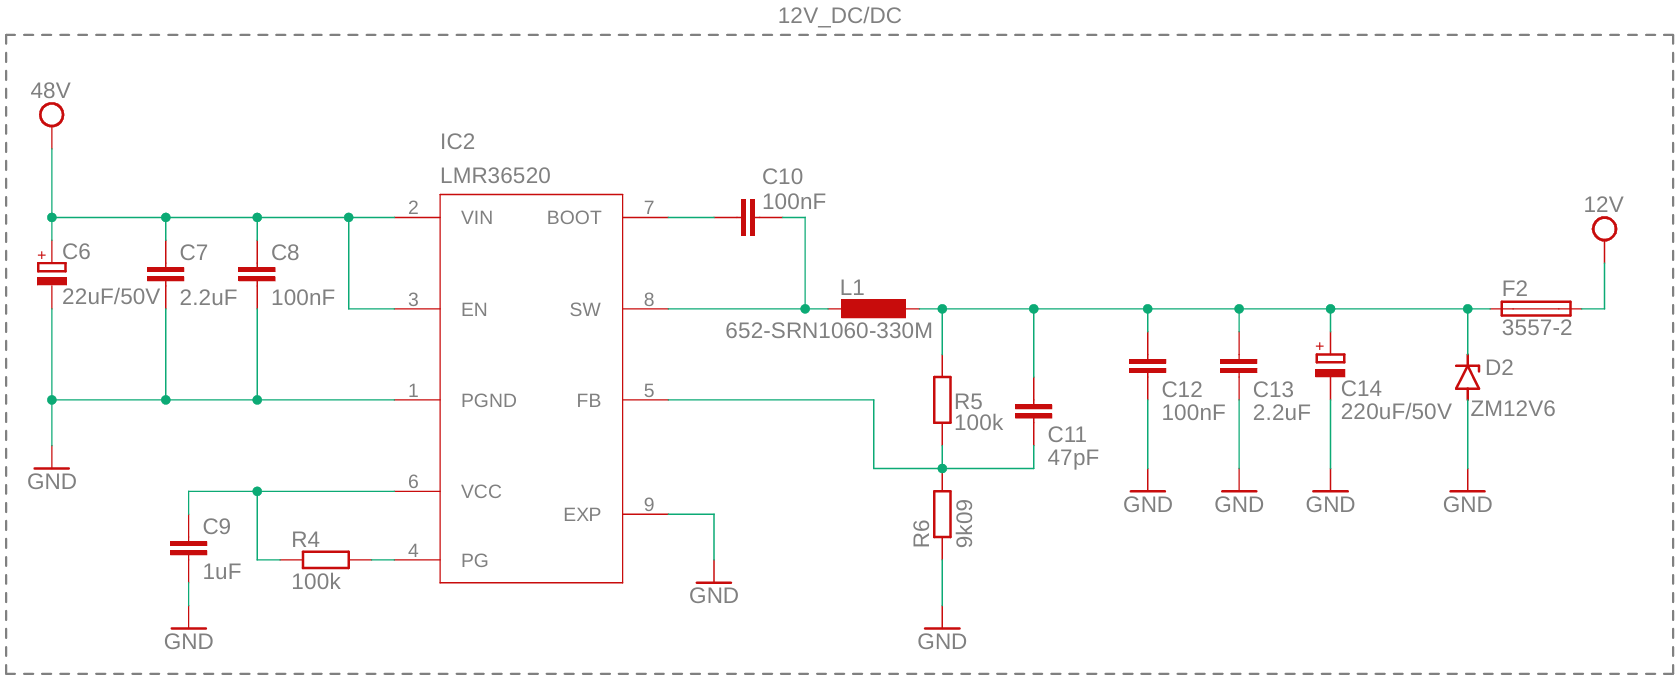 12V_DC/DC
48V
IC2
LMR36520
C10
100nF
12V
2
VIN
BOOT
7
+
C6
22uF/50V
C7
2.2uF
C8
100nF
3
EN
SW
8
L1
652-SRN1060-330M
F2
3557-2
1
PGND
FB
5
R5
100k
C11
47pF
C12
100nF
C13
2.2uF
+
C14
220uF/50V
D2
ZM12V6
GND
6
VCC
EXP
9
R6
9k09
GND
GND
GND
GND
C9
1uF
R4
100k
4
PG
GND
GND
GND